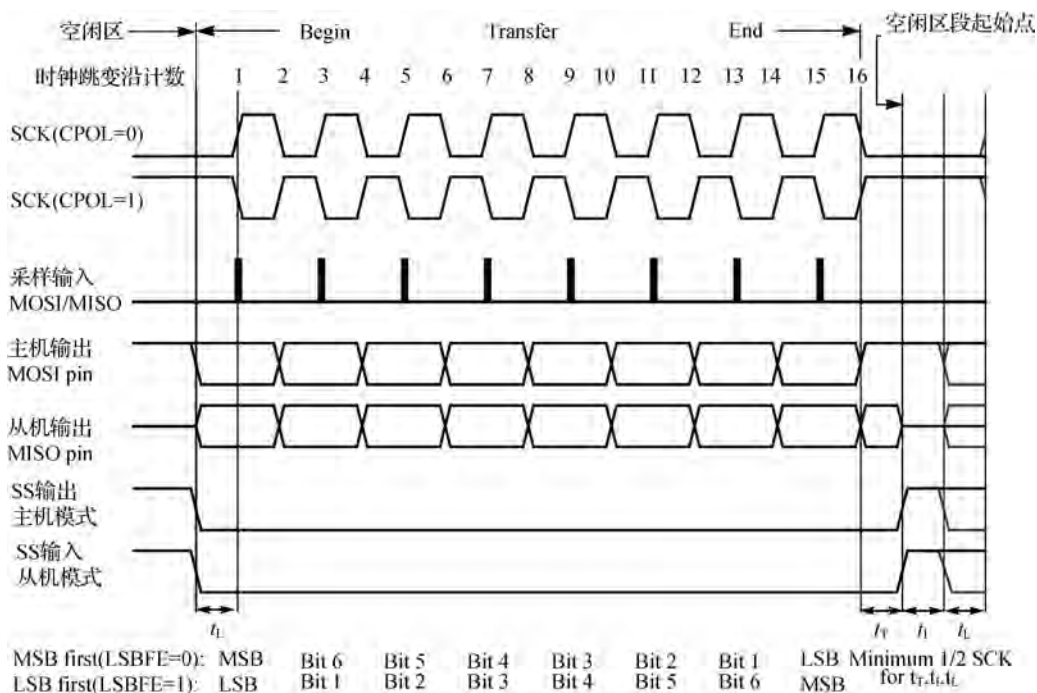 空闲区 Begin Transfer End 空闲区段起始点
时钟跳变沿计数 1 2 3 4 5 6 7 8 9 10 11 12 13 14 15 16
SCK(CPOL=0)
SCK(CPOL=1)
采样输入
MOSI/MISO
主机输出
MOSI pin
从机输出
MISO pin
SS输出
主机模式
SS输入
从机模式
tL tT tI tL
MSB first(LSBFE=0): MSB Bit 6 Bit 5 Bit 4 Bit 3 Bit 2 Bit 1 LSB Minimum 1/2 SCK
LSB first(LSBFE=1): LSB Bit 1 Bit 2 Bit 3 Bit 4 Bit 5 Bit 6 MSB for tT,tI,tL